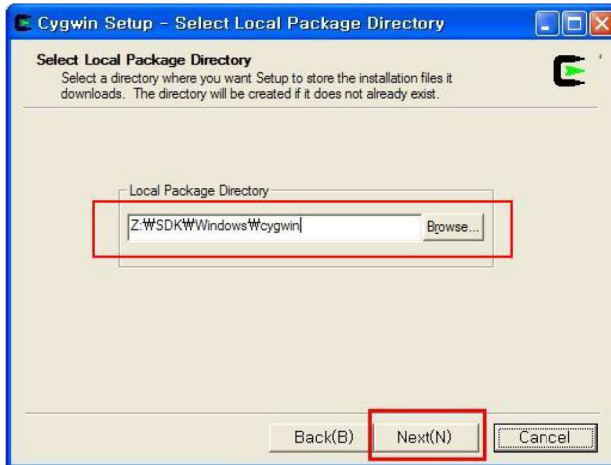 Cygwin Setup - Select Local Package Directory
Select Local Package Directory
Select a directory where you want Setup to store the installation files it
downloads. The directory will be created if it does not already exist.
Local Package Directory
Z:₩SDK₩Windows₩cygwin
Browse...
Back(B)
Next(N)
Cancel